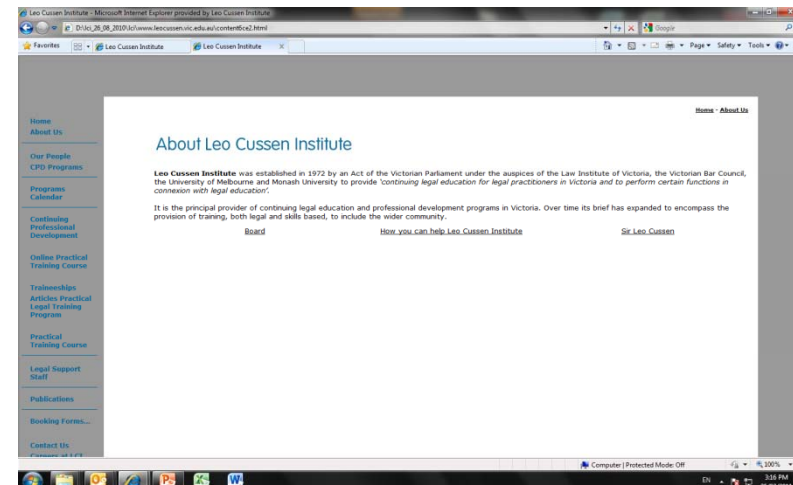 Leo Cussen Institute - Microsoft Internet Explorer provided by Leo Cussen Institute
D:\lci_26_08_2010\lci\www.leocussen.vic.edu.au\content6ce2.html
Google
Favorites
Leo Cussen Institute
Leo Cussen Institute
Page
Safety
Tools
Home - About Us
Home
About Us
Our People
CPD Programs
Programs
Calendar
Continuing
Professional
Development
Online Practical
Training Course
Traineeships
Articles Practical
Legal Training
Program
Practical
Training Course
Legal Support
Staff
Publications
Booking Forms...
Contact Us
Careers at LCI
About Leo Cussen Institute
Leo Cussen Institute was established in 1972 by an Act of the Victorian Parliament under the auspices of the Law Institute of Victoria, the Victorian Bar Council,
the University of Melbourne and Monash University to provide 'continuing legal education for legal practitioners in Victoria and to perform certain functions in
connexion with legal education'.
It is the principal provider of continuing legal education and professional development programs in Victoria. Over time its brief has expanded to encompass the
provision of training, both legal and skills based, to include the wider community.
Board
How you can help Leo Cussen Institute
Sir Leo Cussen
Computer | Protected Mode: Off
100%
EN
3:16 PM